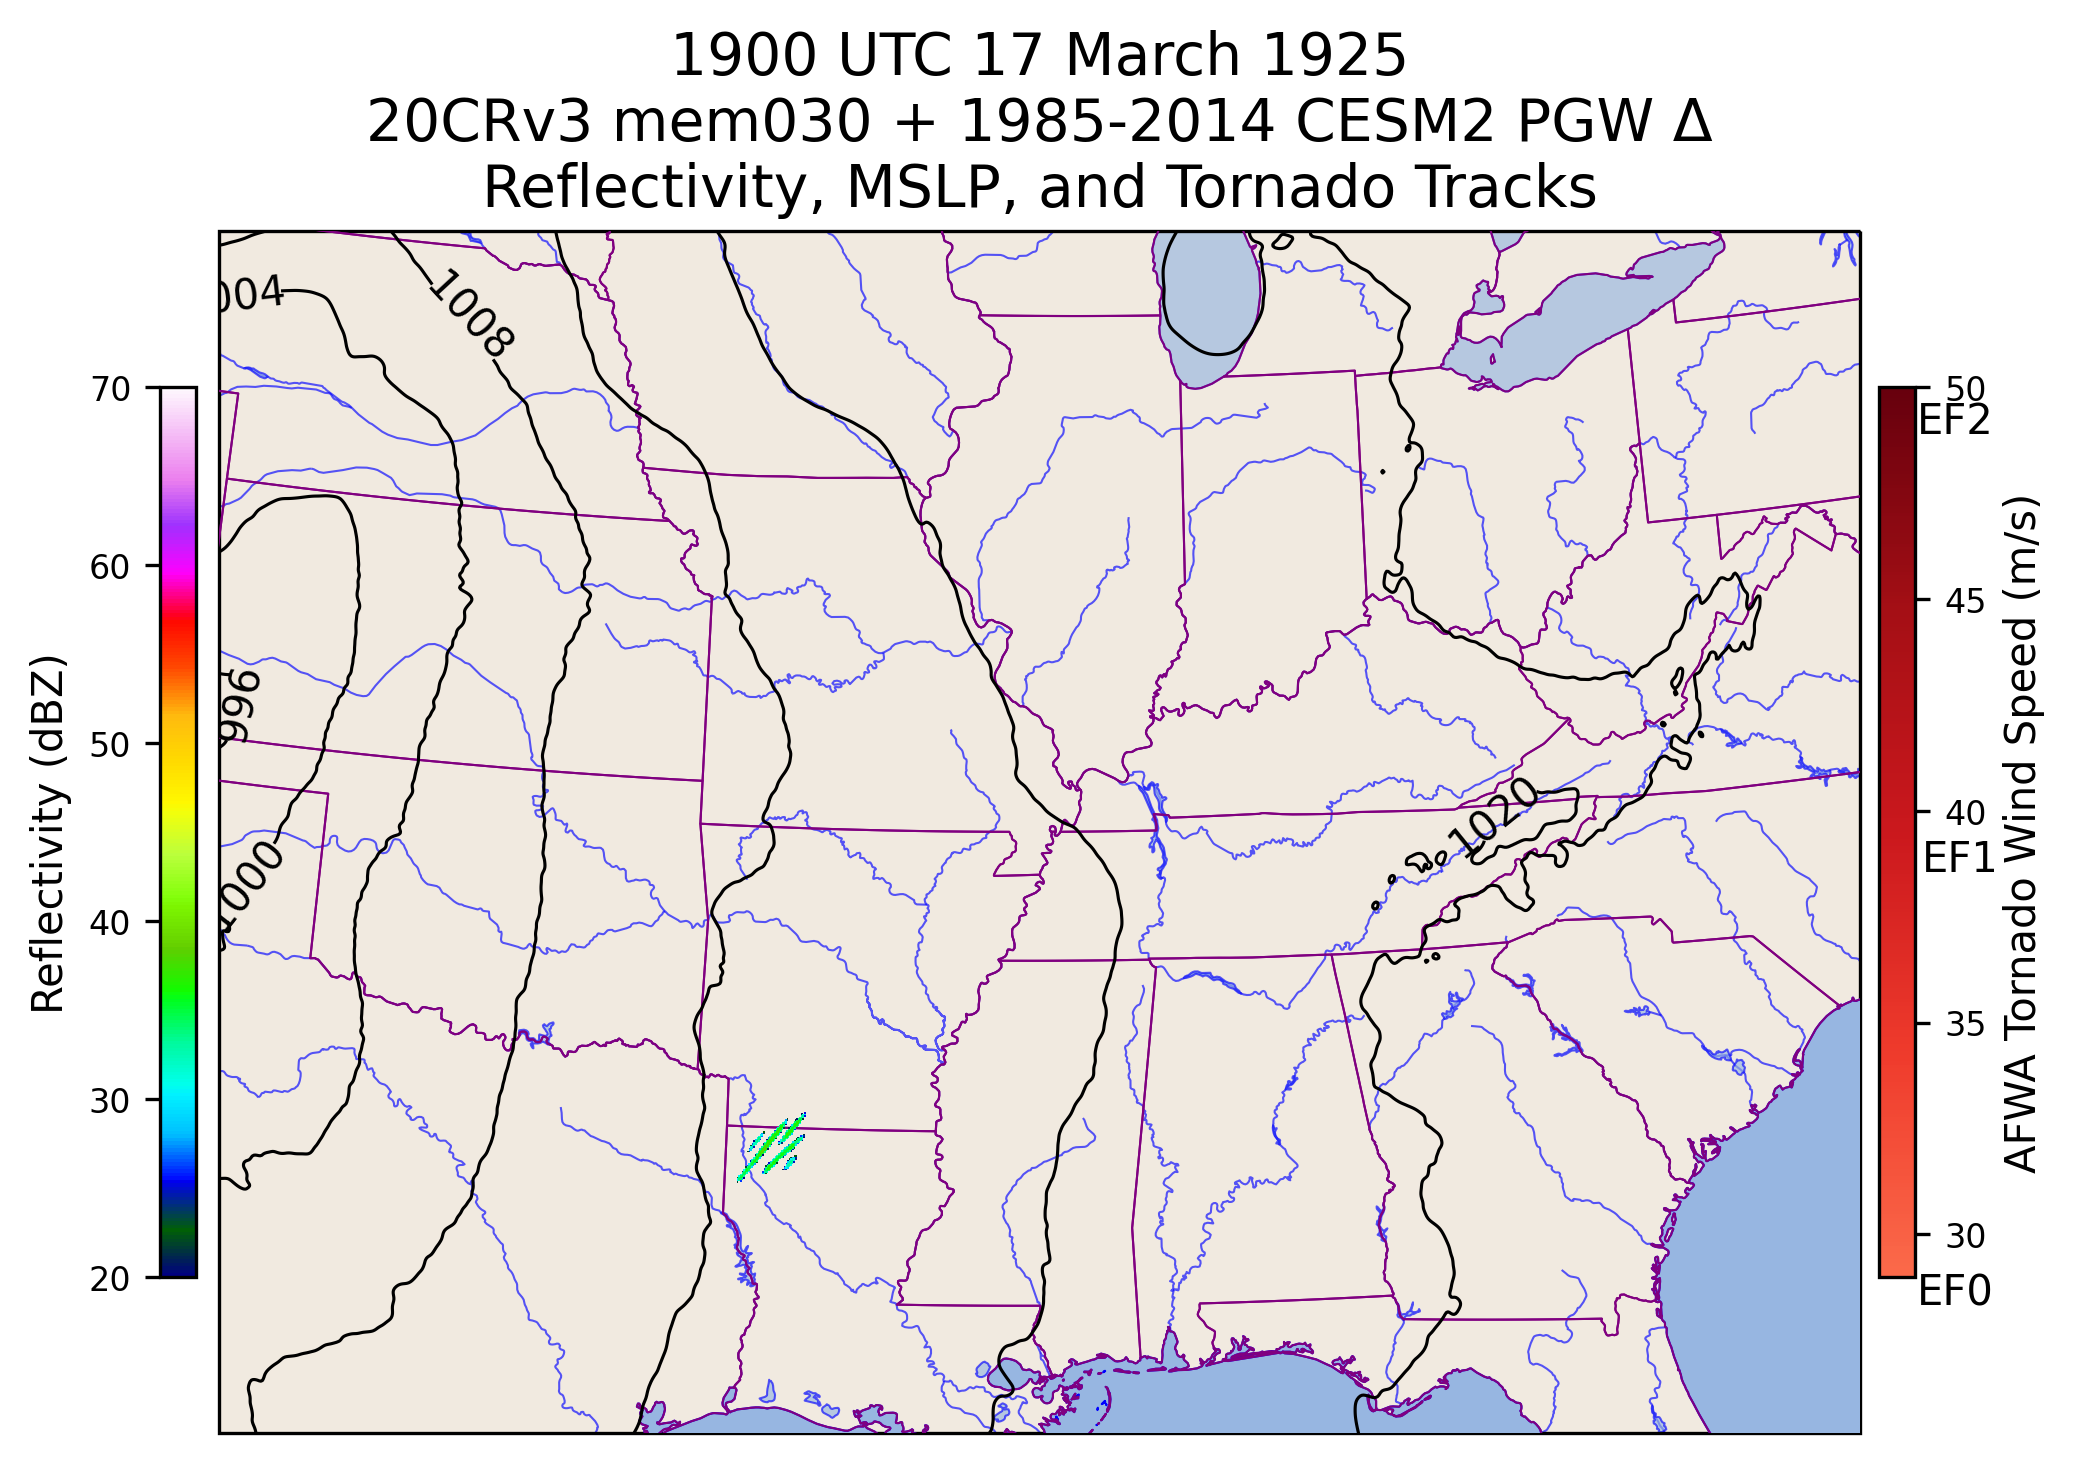 1900 UTC 17 March 1925
20CRv3 mem030 + 1985-2014 CESM2 PGW Δ
Reflectivity, MSLP, and Tornado Tracks
004
1008
996
1000
1020
70
60
50
40
30
20
Reflectivity (dBZ)
50
EF2
45
40
EF1
35
30
EF0
AFWA Tornado Wind Speed (m/s)